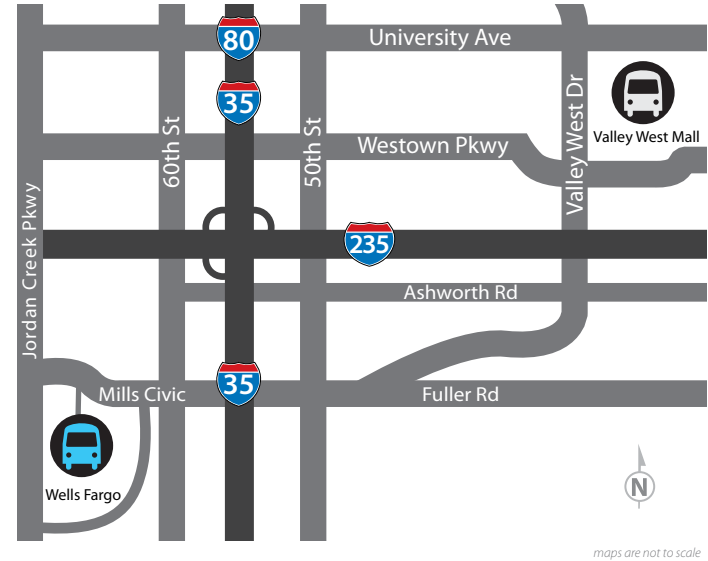 80
University Ave
35
Valley West Dr
Valley West Mall
60th St
50th St
Westown Pkwy
Jordan Creek Pkwy
235
Ashworth Rd
35
Mills Civic
Fuller Rd
Wells Fargo
N
maps are not to scale